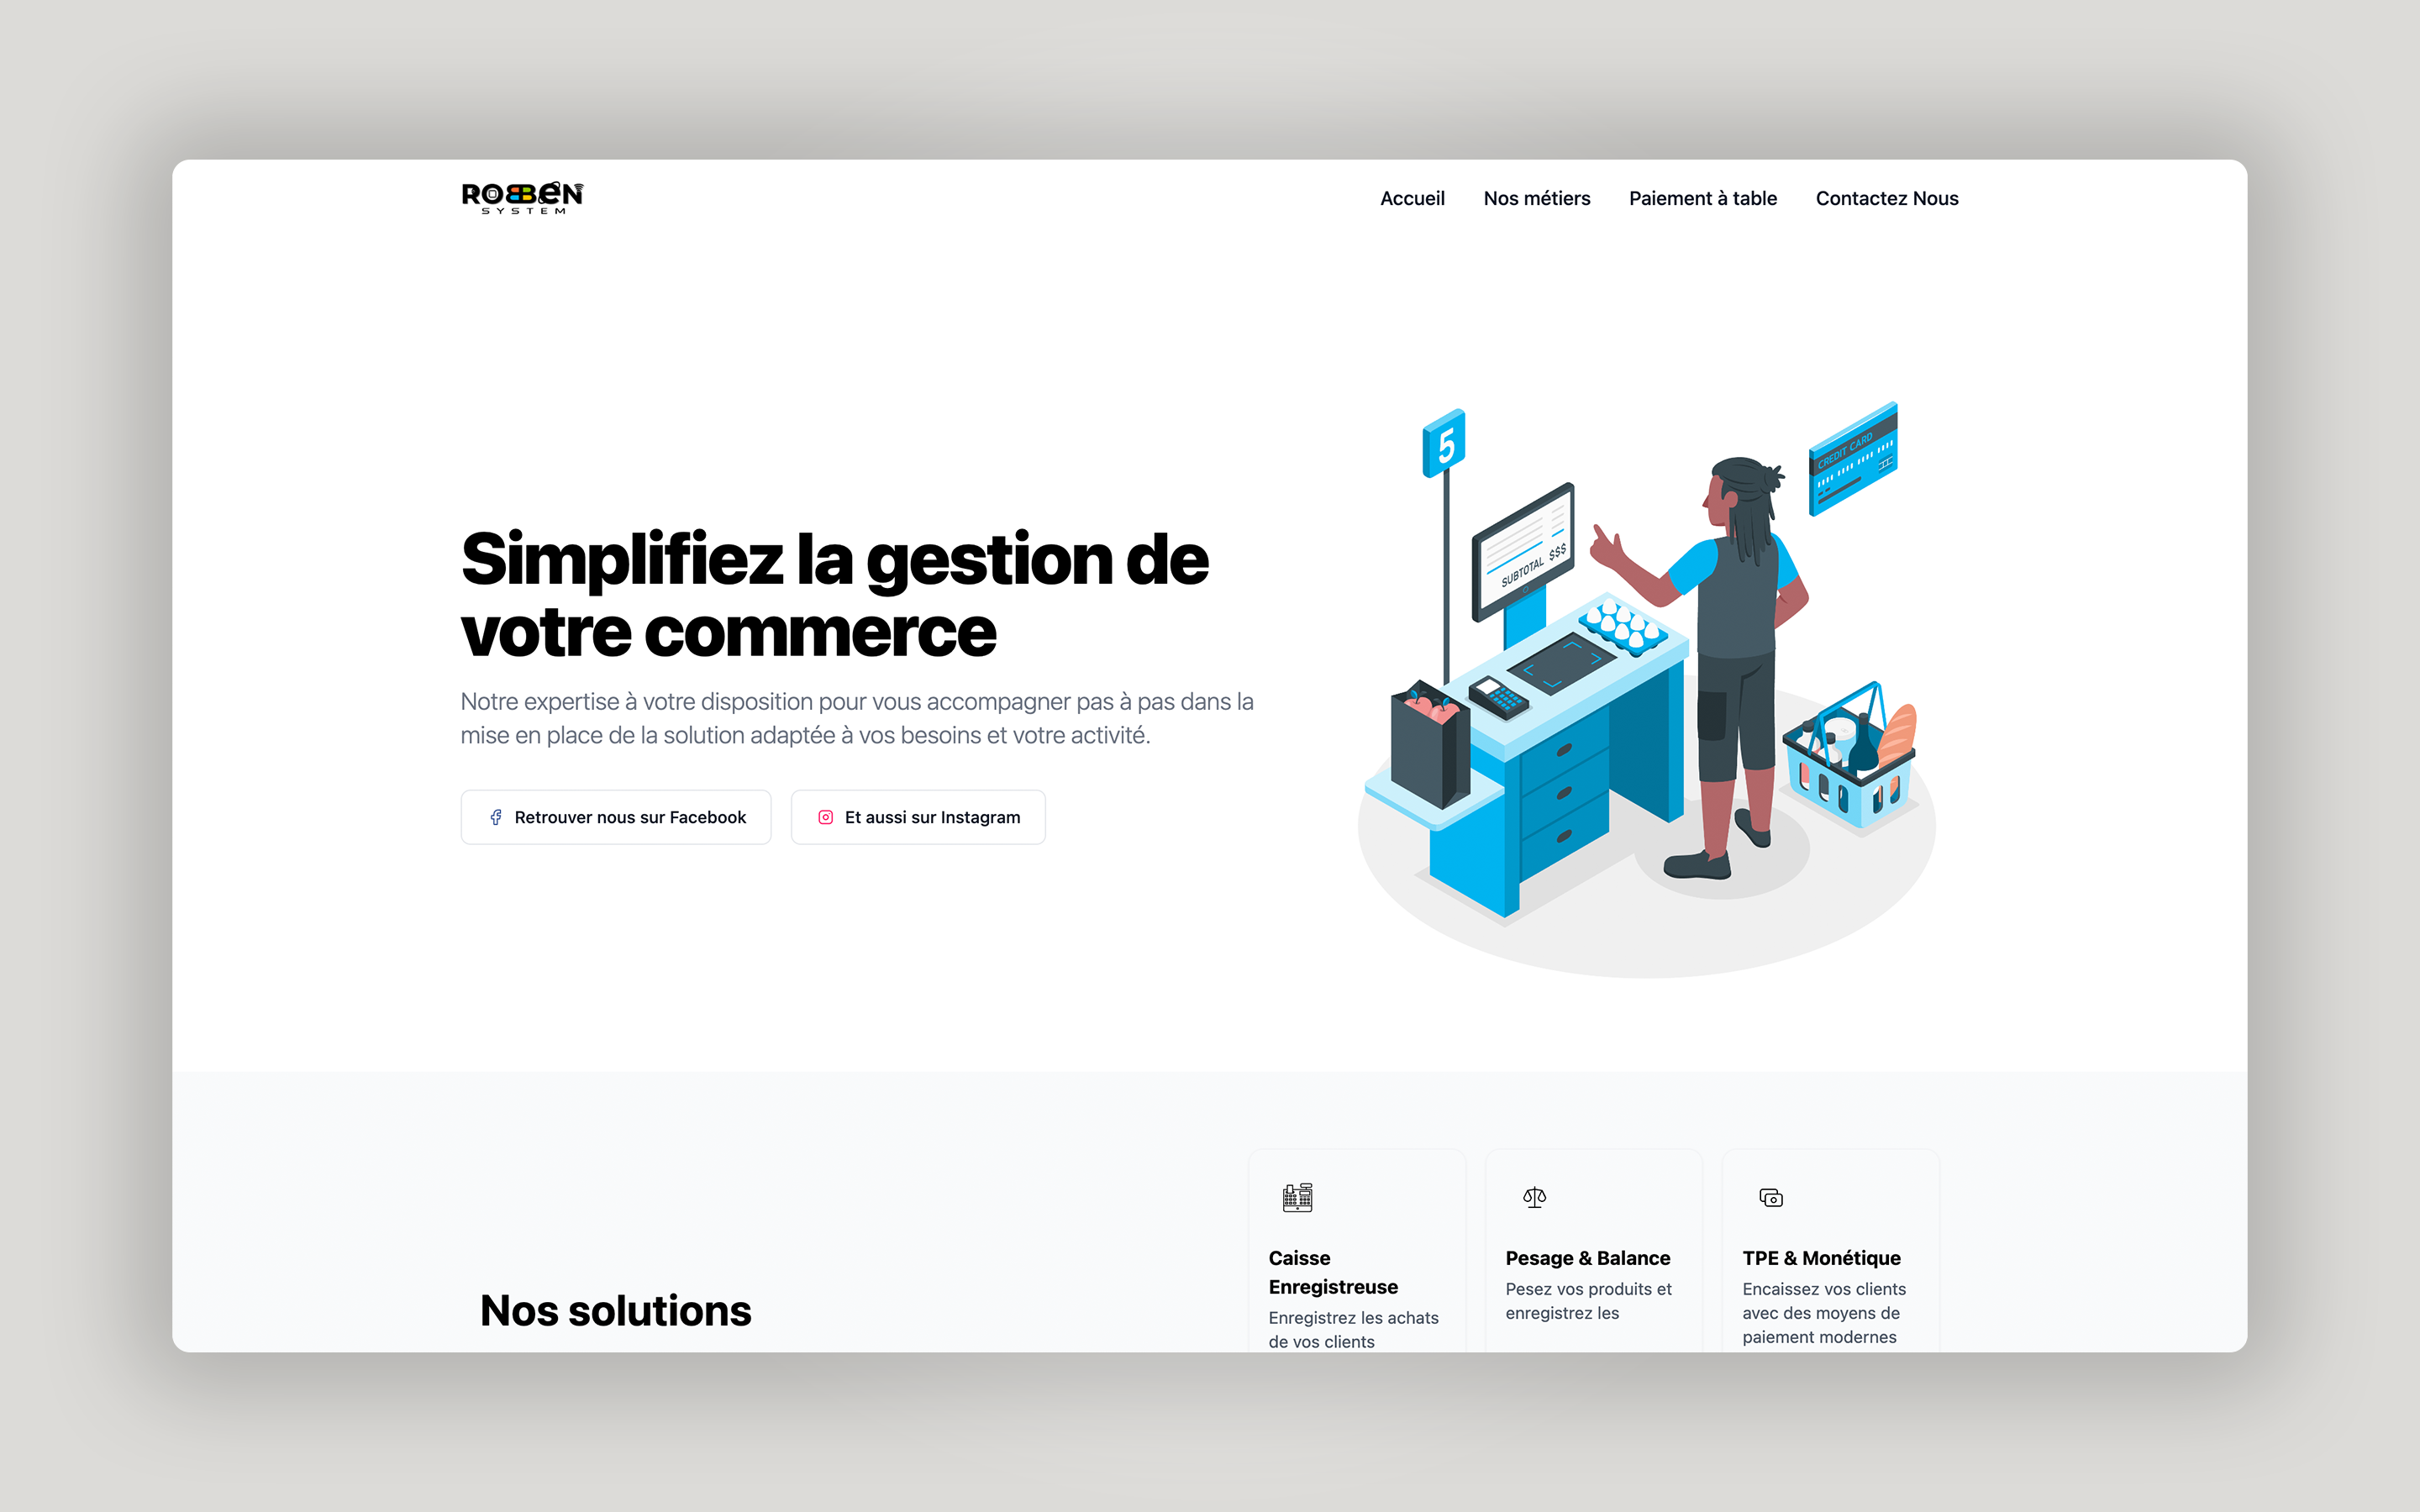 ROBBEN
SYSTEM
Accueil
Nos métiers
Paiement à table
Contactez Nous
Simplifiez la gestion de
votre commerce
Notre expertise à votre disposition pour vous accompagner pas à pas dans la
mise en place de la solution adaptée à vos besoins et votre activité.
Retrouver nous sur Facebook
Et aussi sur Instagram
5
SUBTOTAL $$$
CREDIT CARD
Nos solutions
Caisse
Enregistreuse
Enregistrez les achats
de vos clients
Pesage & Balance
Pesez vos produits et
enregistrez les
TPE & Monétique
Encaissez vos clients
avec des moyens de
paiement modernes